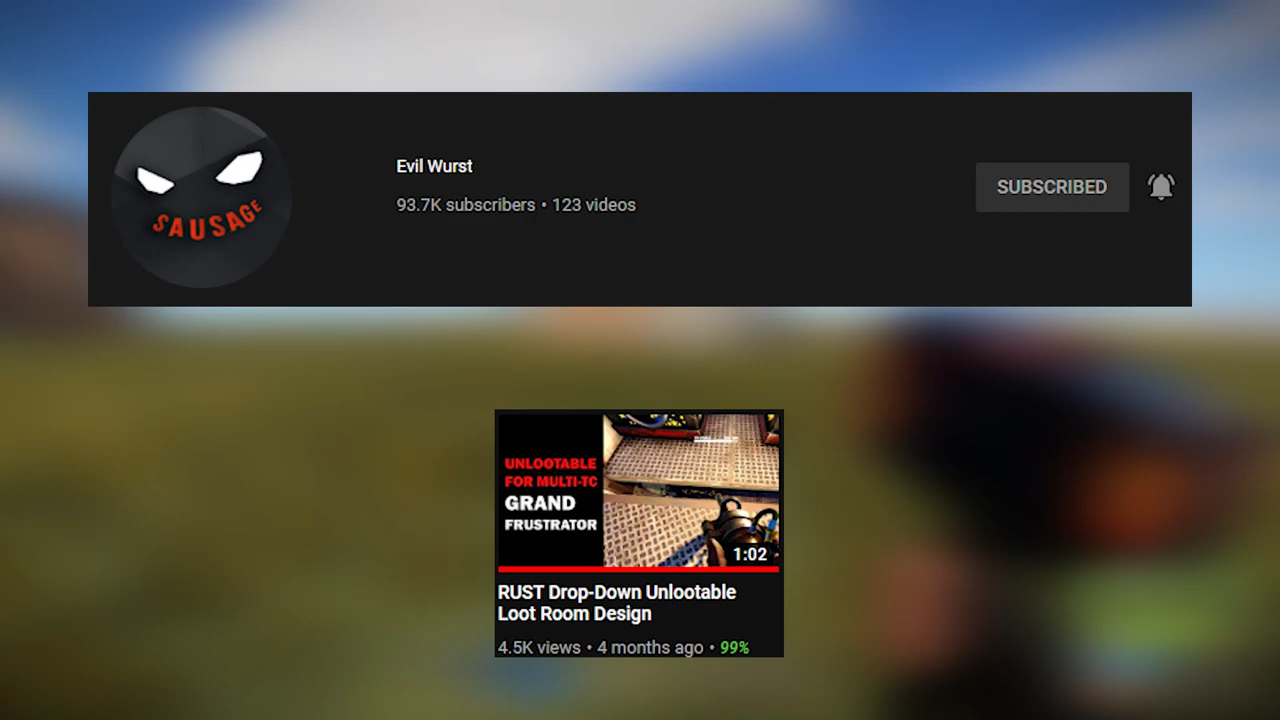 SAUSAGE
Evil Wurst
93.7K subscribers • 123 videos
SUBSCRIBED
UNLOOTABLE
FOR MULTI-TC
GRAND
FRUSTRATOR
1:02
RUST Drop-Down Unlootable
Loot Room Design
4.5K views • 4 months ago • 99%